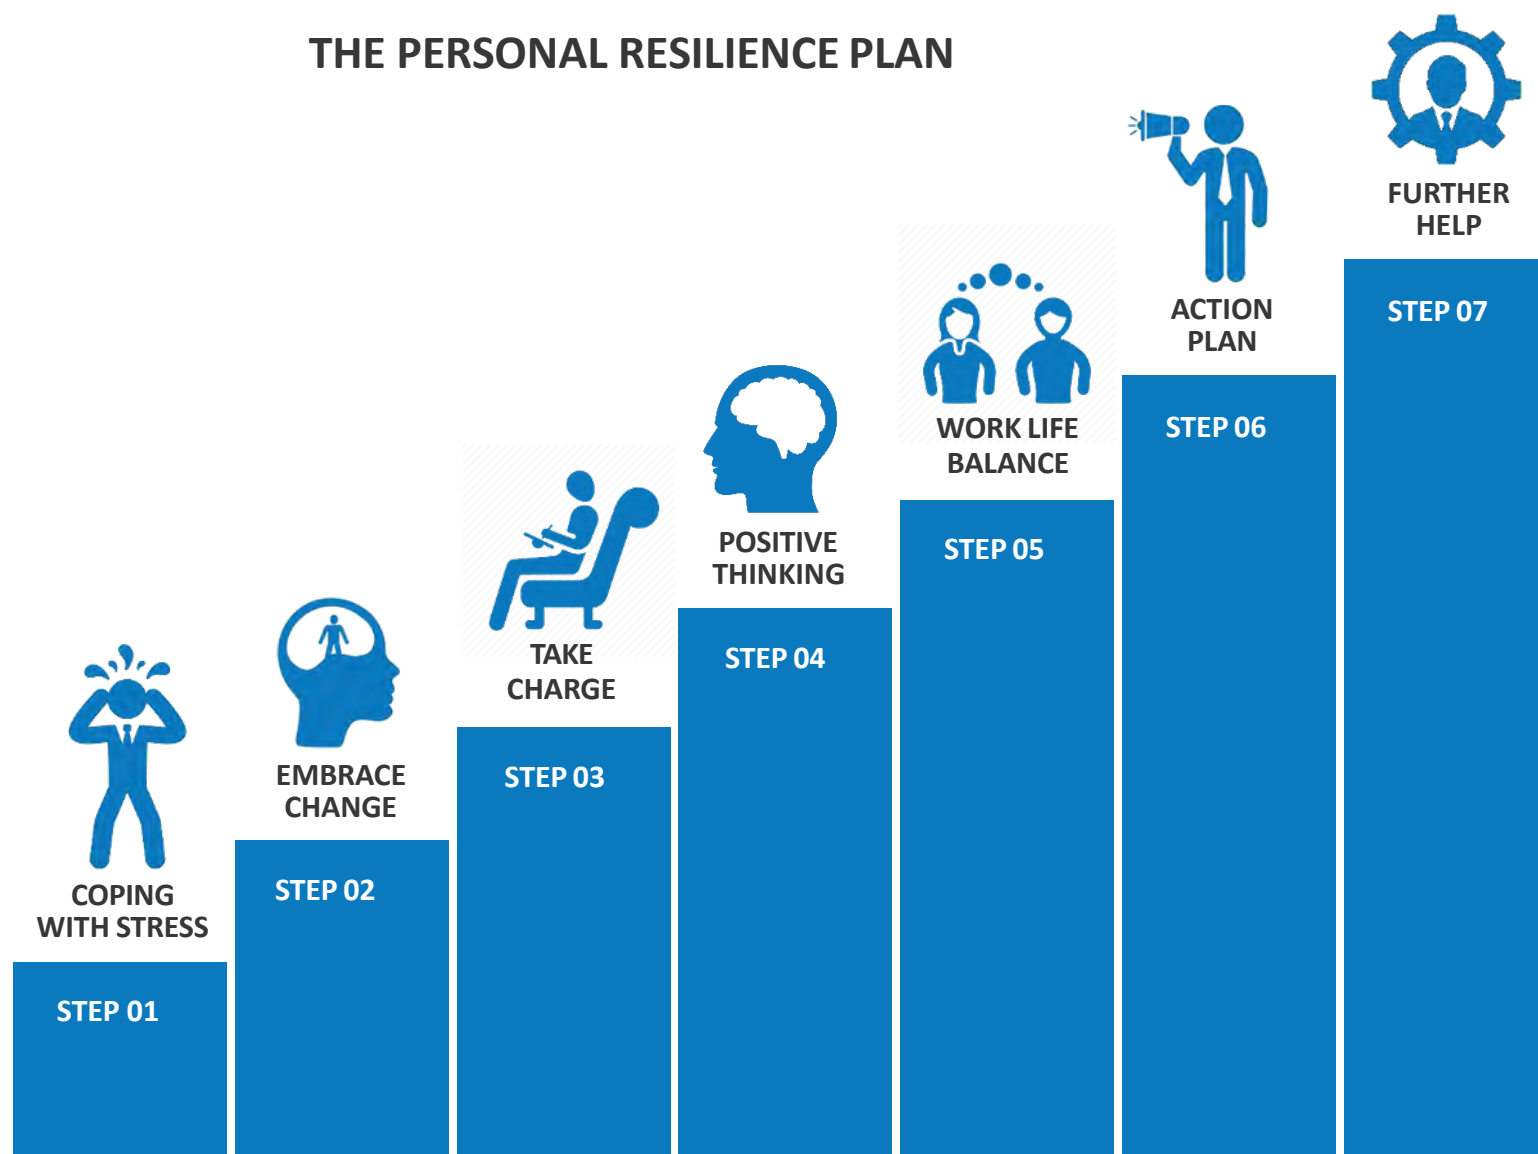 THE PERSONAL RESILIENCE PLAN
COPING
WITH STRESS
STEP 01
EMBRACE
CHANGE
STEP 02
TAKE
CHARGE
STEP 03
POSITIVE
THINKING
STEP 04
WORK LIFE
BALANCE
STEP 05
ACTION
PLAN
STEP 06
FURTHER
HELP
STEP 07